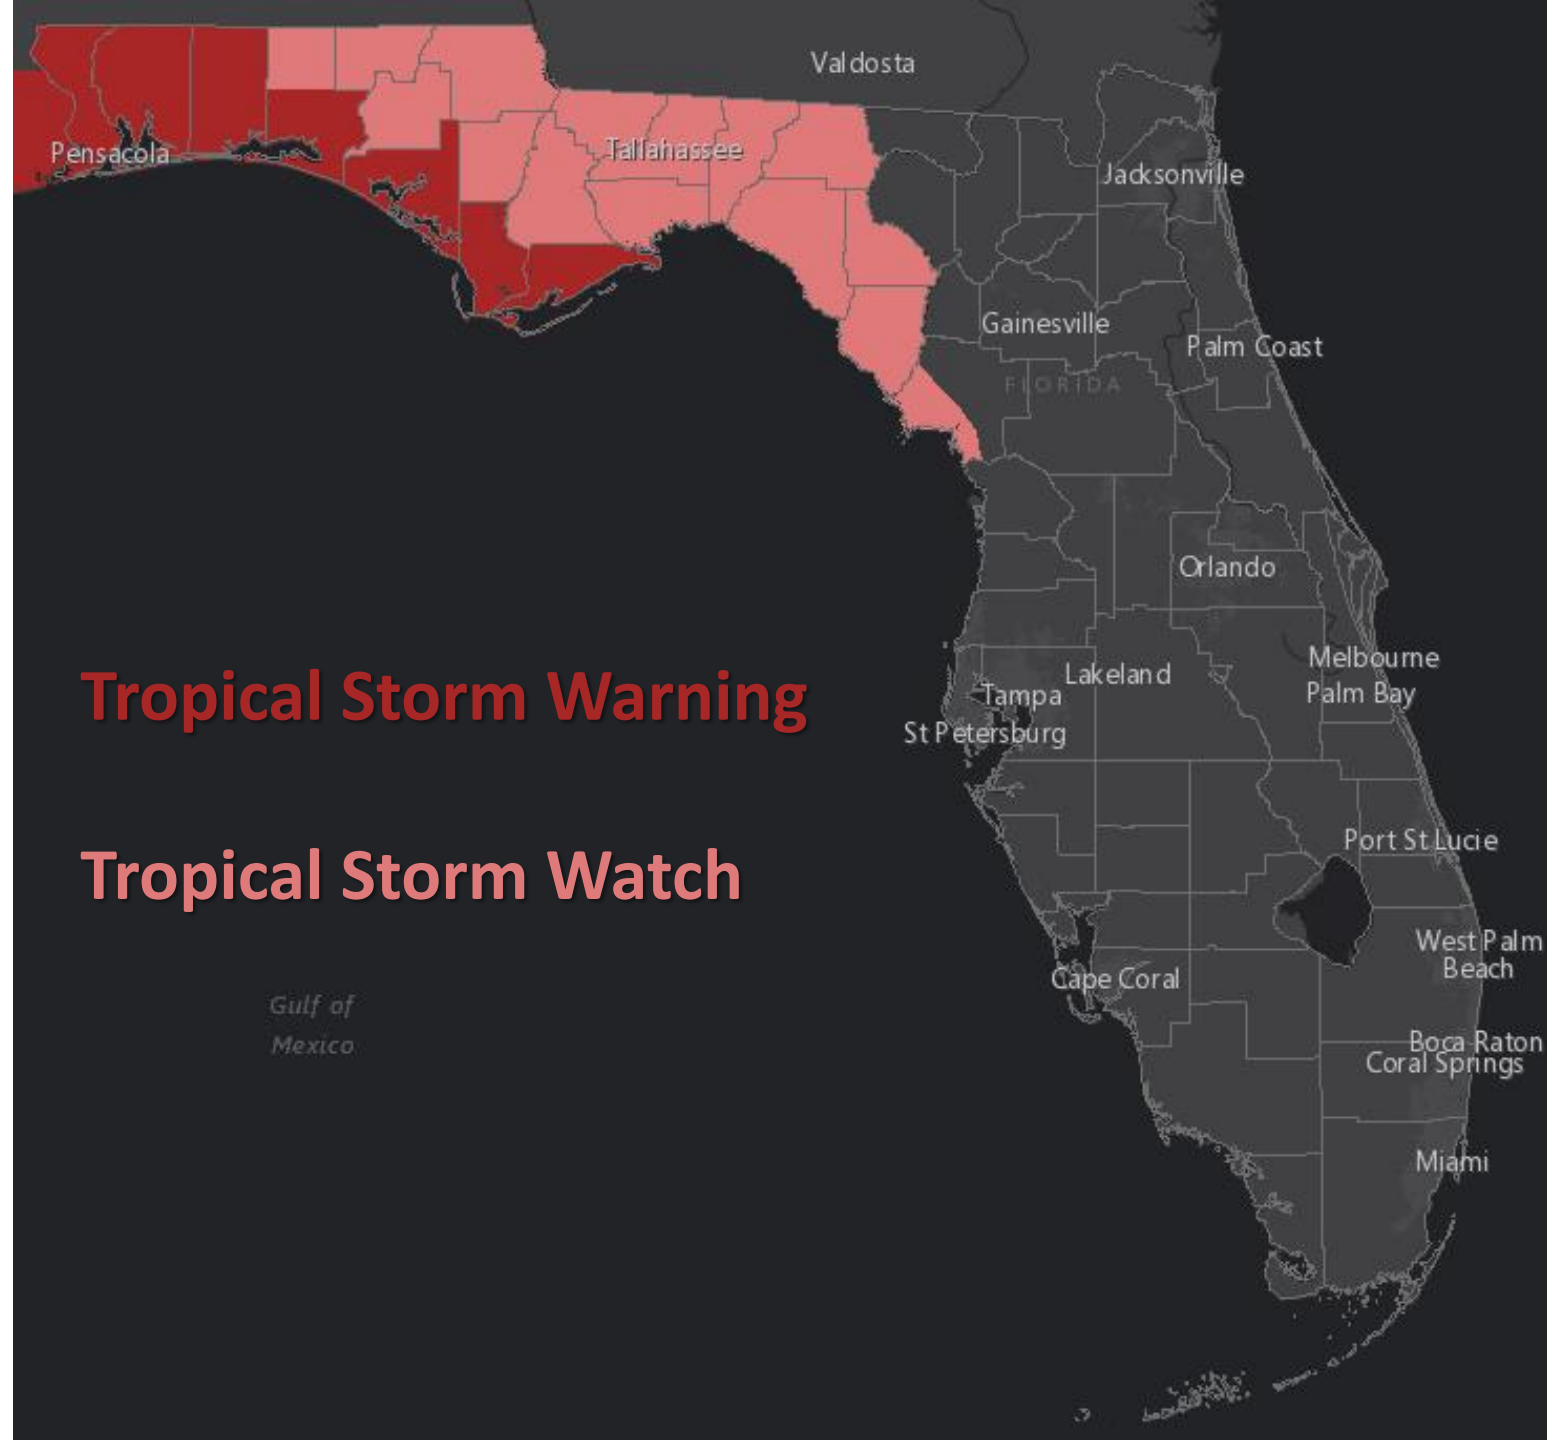 Valdosta
Pensacola
Tallahassee
Jacksonville
Gainesville
Palm Coast
FLORIDA
Orlando
Melbourne
Lakeland
Palm Bay
Tampa
St Petersburg
Tropical Storm Warning
Port St Lucie
Tropical Storm Watch
West Palm
Beach
Cape Coral
Gulf of
Mexico
Boca Raton
Coral Springs
Miami